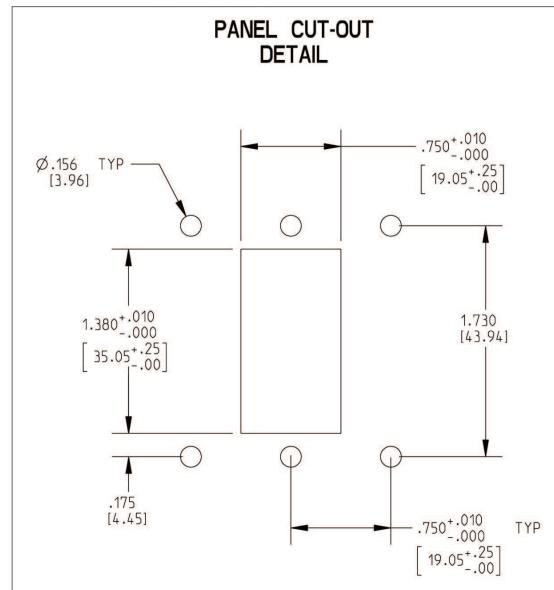 PANEL CUT-OUT
DETAIL
.750 +.010
-.000
[ 19.05 +.25
-.00 ]
Ø.156 TYP
[3.96]
1.380 +.010
-.000
[ 35.05 +.25
-.00 ]
1.730
[43.94]
.175
[4.45]
.750 +.010
-.000 TYP
[ 19.05 +.25
-.00 ]